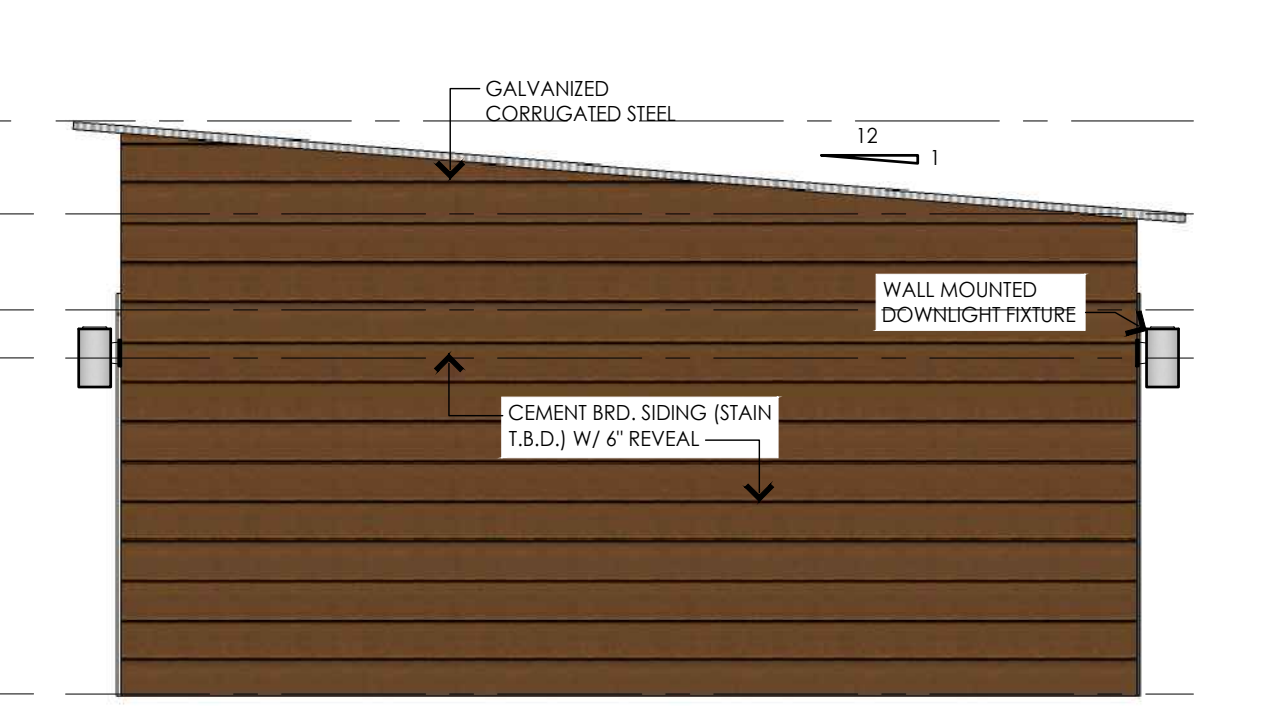 GALVANIZED
CORRUGATED STEEL
12
1
WALL MOUNTED
DOWNLIGHT FIXTURE
CEMENT BRD. SIDING (STAIN
T.B.D.) W/ 6" REVEAL